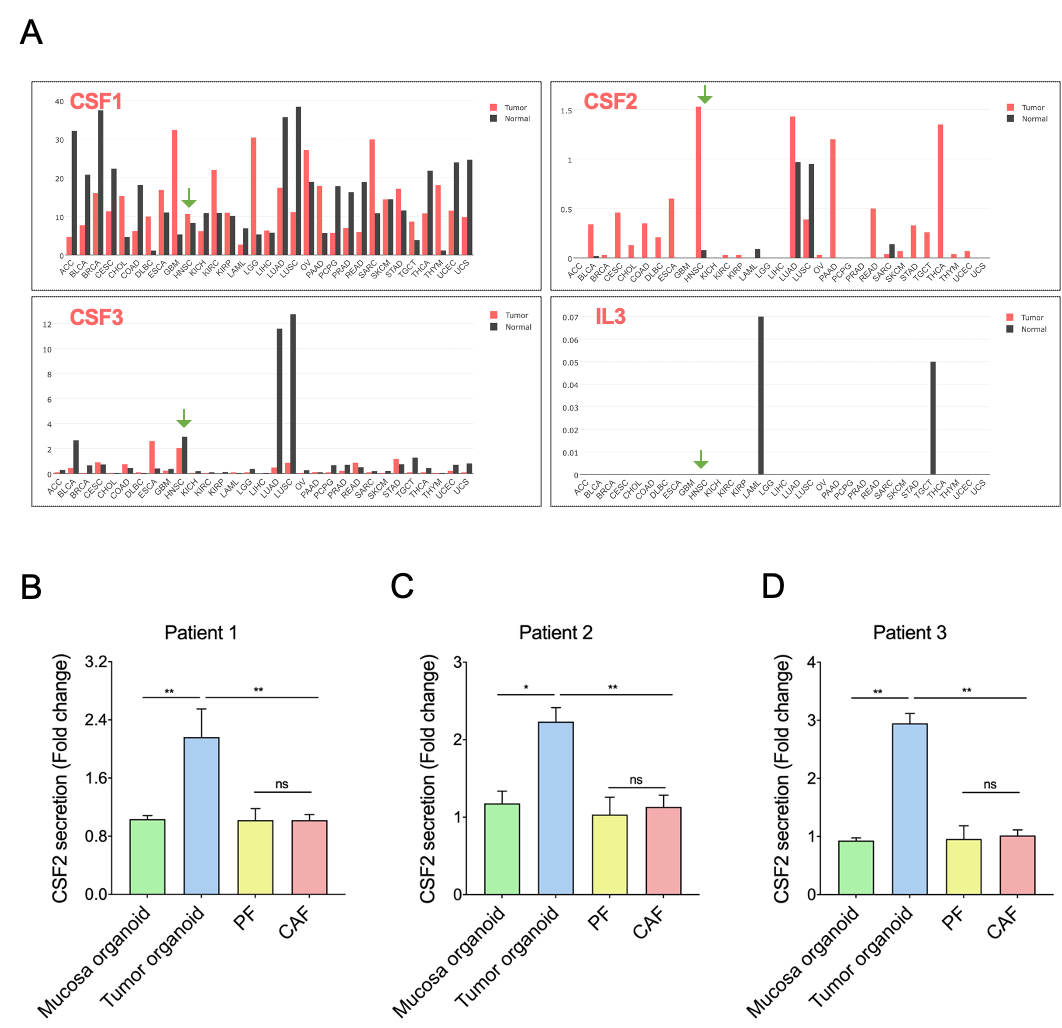 A
CSF1
40
30
20
10
0
ACC BLCA BRCA CESC CHOL COAD DLBC ESCA GBM HNSC KICH KIRC KIRP LAML LGG LIHC LUAD LUSC OV PAAD PCPG PRAD READ SARC SKCM STAD TGCT THCA THYM UCEC UCS
Tumor
Normal
CSF2
1.5
1
0.5
0
ACC BLCA BRCA CESC CHOL COAD DLBC ESCA GBM HNSC KICH KIRC KIRP LAML LGG LIHC LUAD LUSC OV PAAD PCPG PRAD READ SARC SKCM STAD TGCT THCA THYM UCEC UCS
Tumor
Normal
CSF3
12
10
8
6
4
2
0
ACC BLCA BRCA CESC CHOL COAD DLBC ESCA GBM HNSC KICH KIRC KIRP LAML LGG LIHC LUAD LUSC OV PAAD PCPG PRAD READ SARC SKCM STAD TGCT THCA THYM UCEC UCS
Tumor
Normal
IL3
0.07
0.06
0.05
0.04
0.03
0.02
0.01
0
ACC BLCA BRCA CESC CHOL COAD DLBC ESCA GBM HNSC KICH KIRC KIRP LAML LGG LIHC LUAD LUSC OV PAAD PCPG PRAD READ SARC SKCM STAD TGCT THCA THYM UCEC UCS
Tumor
Normal
B
Patient 1
CSF2 secretion (Fold change)
3.2
2.4
1.6
0.8
0.0
** **
ns
Mucosa organoid
Tumor organoid
PF
CAF
C
Patient 2
CSF2 secretion (Fold change)
3
2
1
0
* **
ns
Mucosa organoid
Tumor organoid
PF
CAF
D
Patient 3
CSF2 secretion (Fold change)
4
3
2
1
0
** **
ns
Mucosa organoid
Tumor organoid
PF
CAF